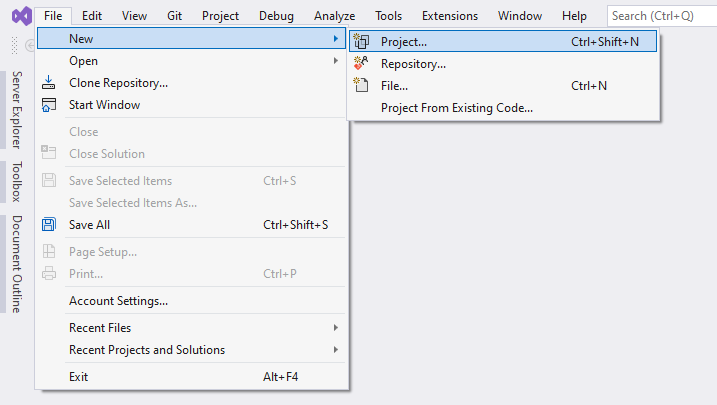 File Edit View Git Project Debug Analyze Tools Extensions Window Help Search (Ctrl+Q)
New
Project... Ctrl+Shift+N
Open
Repository...
Clone Repository...
File... Ctrl+N
Start Window
Project From Existing Code...
Close
Close Solution
Save Selected Items Ctrl+S
Save Selected Items As...
Save All Ctrl+Shift+S
Page Setup...
Print... Ctrl+P
Account Settings...
Recent Files
Recent Projects and Solutions
Exit Alt+F4
Server Explorer
Toolbox
Document Outline